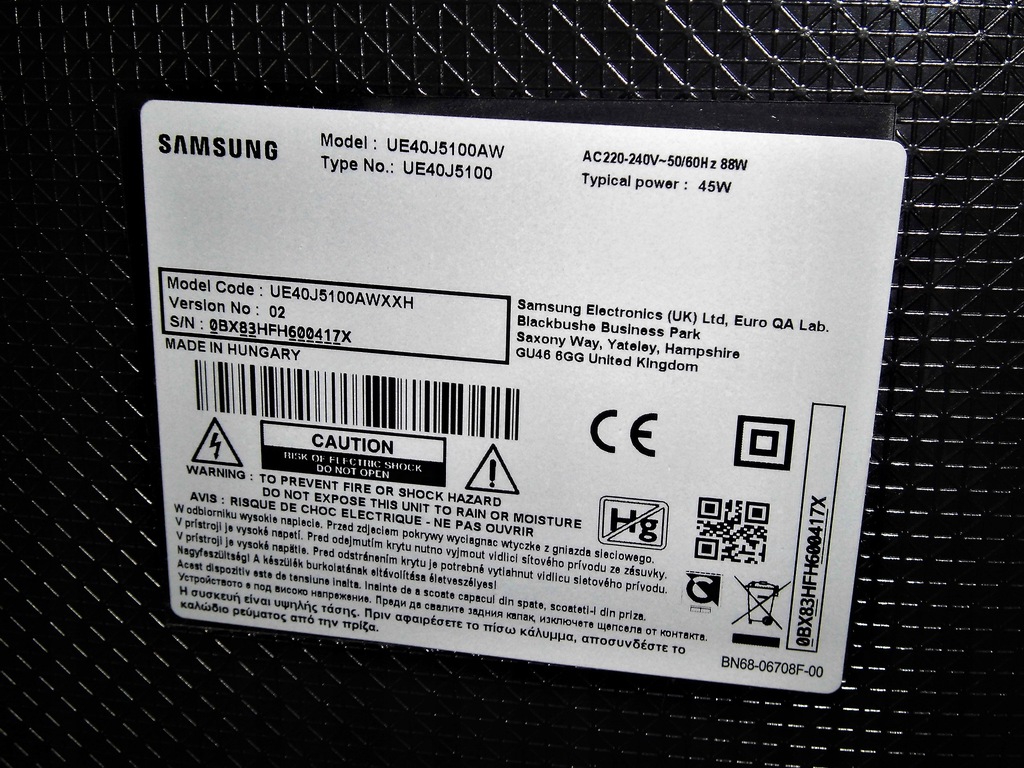 SAMSUNG
Model : UE40J5100AW
Type No.: UE40J5100
AC220-240V~50/60Hz 88W
Typical power : 45W
Model Code : UE40J5100AWXXH
Version No : 02
S/N : 0BX83HFH600417X
MADE IN HUNGARY
Samsung Electronics (UK) Ltd, Euro QA Lab.
Blackbushe Business Park
Saxony Way, Yateley, Hampshire
GU46 6GG United Kingdom
CE
CAUTION
RISK OF ELECTRIC SHOCK
DO NOT OPEN
WARNING : TO PREVENT FIRE OR SHOCK HAZARD
DO NOT EXPOSE THIS UNIT TO RAIN OR MOISTURE
AVIS : RISQUE DE CHOC ELECTRIQUE - NE PAS OUVRIR
W odbiorniku wysokie napiecie. Przed zdjeciem pokrywy wyciagnac wtyczke z gniazda sieciowego.
V prístroji je vysoké napetí. Pred odejmutím krytu nutno vyjmout vidlici sítového prívodu ze zásuvky.
V prístroji je vysoké napätie. Pred odstránením krytu je potrebné vytiahnut vidlicu sietového prívodu.
Nagyfeszültség! A készülék burkolatának eltávolítása életveszélyes!
Acest dispozitiv este de tensiune inalta. Inainte de a scoate capacul din spate, scoateti-l din priza.
Устройството е под високо напрежение. Преди да свалите задния капак, изключете щепсела от контакта.
Η συσκευή είναι υψηλής τάσης. Πριν αφαιρέσετε το πίσω κάλυμμα, αποσυνδέστε το
καλώδιο ρεύματος από την πρίζα.
Hg
0BX83HFH600417X
BN68-06708F-00